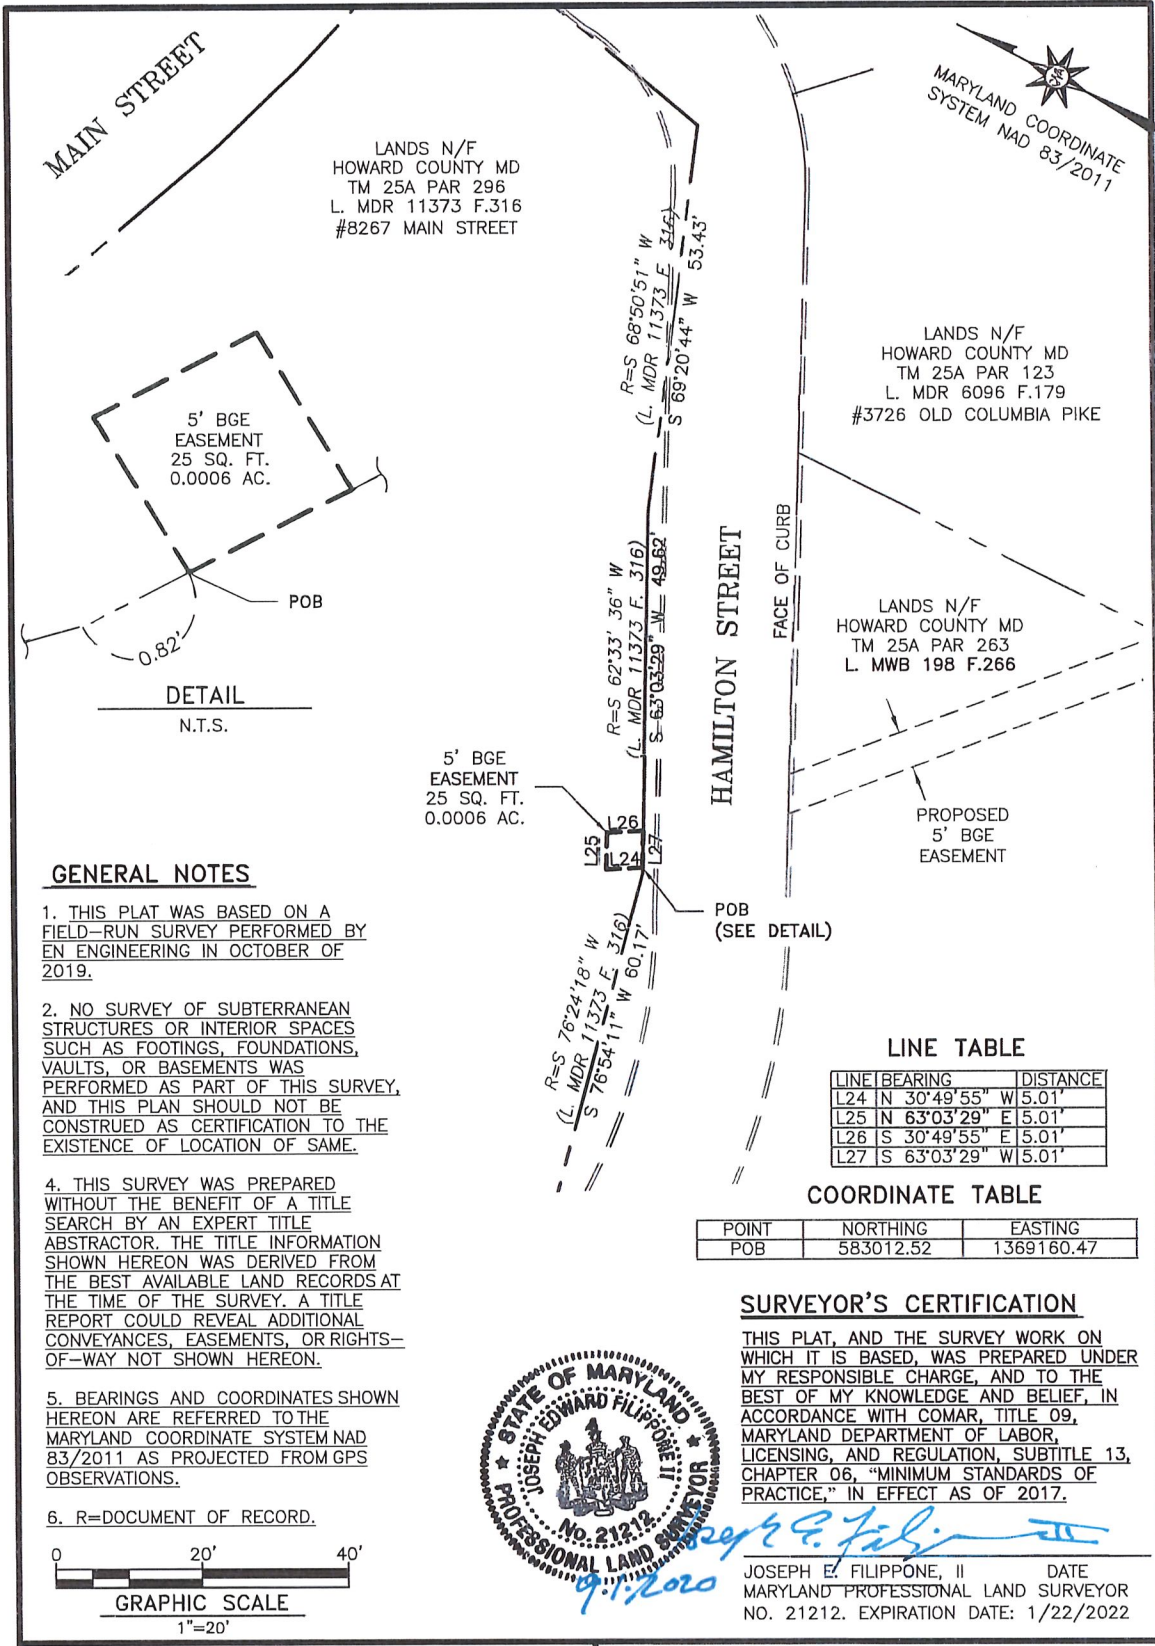 MAIN STREET
MARYLAND COORDINATE
SYSTEM NAD 83/2011
LANDS N/F
HOWARD COUNTY MD
TM 25A PAR 296
L. MDR 11373 F.316
#8267 MAIN STREET
R=S 68°50'51" W
(L. MDR 11373 F. 316)
S 69°20'44" W 53.43'
LANDS N/F
HOWARD COUNTY MD
TM 25A PAR 123
L. MDR 6096 F.179
#3726 OLD COLUMBIA PIKE
5' BGE
EASEMENT
25 SQ. FT.
0.0006 AC.
POB
0.82'
DETAIL
N.T.S.
R=S 62°33' 36" W
(L. MDR 11373 F. 316)
S 63°03'29" W 49.62'
HAMILTON STREET
FACE OF CURB
LANDS N/F
HOWARD COUNTY MD
TM 25A PAR 263
L. MWB 198 F.266
5' BGE
EASEMENT
25 SQ. FT.
0.0006 AC.
L26
L25
L24
L27
PROPOSED
5' BGE
EASEMENT
POB
(SEE DETAIL)
R=S 76°24'18" W
(L. MDR 11373 F. 316)
S 76°54'11" W 60.17'
GENERAL NOTES
1. THIS PLAT WAS BASED ON A
FIELD-RUN SURVEY PERFORMED BY
EN ENGINEERING IN OCTOBER OF
2019.
2. NO SURVEY OF SUBTERRANEAN
STRUCTURES OR INTERIOR SPACES
SUCH AS FOOTINGS, FOUNDATIONS,
VAULTS, OR BASEMENTS WAS
PERFORMED AS PART OF THIS SURVEY,
AND THIS PLAN SHOULD NOT BE
CONSTRUED AS CERTIFICATION TO THE
EXISTENCE OF LOCATION OF SAME.
4. THIS SURVEY WAS PREPARED
WITHOUT THE BENEFIT OF A TITLE
SEARCH BY AN EXPERT TITLE
ABSTRACTOR. THE TITLE INFORMATION
SHOWN HEREON WAS DERIVED FROM
THE BEST AVAILABLE LAND RECORDS AT
THE TIME OF THE SURVEY. A TITLE
REPORT COULD REVEAL ADDITIONAL
CONVEYANCES, EASEMENTS, OR RIGHTS-
OF-WAY NOT SHOWN HEREON.
5. BEARINGS AND COORDINATES SHOWN
HEREON ARE REFERRED TO THE
MARYLAND COORDINATE SYSTEM NAD
83/2011 AS PROJECTED FROM GPS
OBSERVATIONS.
6. R=DOCUMENT OF RECORD.
0 20' 40'
GRAPHIC SCALE
1"=20'
LINE TABLE
LINE BEARING DISTANCE
L24 N 30°49'55" W 5.01'
L25 N 63°03'29" E 5.01'
L26 S 30°49'55" E 5.01'
L27 S 63°03'29" W 5.01'
COORDINATE TABLE
POINT NORTHING EASTING
POB 583012.52 1369160.47
SURVEYOR'S CERTIFICATION
THIS PLAT, AND THE SURVEY WORK ON
WHICH IT IS BASED, WAS PREPARED UNDER
MY RESPONSIBLE CHARGE, AND TO THE
BEST OF MY KNOWLEDGE AND BELIEF, IN
ACCORDANCE WITH COMAR, TITLE 09,
MARYLAND DEPARTMENT OF LABOR,
LICENSING, AND REGULATION, SUBTITLE 13,
CHAPTER 06, "MINIMUM STANDARDS OF
PRACTICE," IN EFFECT AS OF 2017.
STATE OF MARYLAND
JOSEPH EDWARD FILIPPONE II
No. 21212
PROFESSIONAL LAND SURVEYOR
Joseph E. Filippone II
9.1.2020
JOSEPH E. FILIPPONE, II DATE
MARYLAND PROFESSIONAL LAND SURVEYOR
NO. 21212. EXPIRATION DATE: 1/22/2022